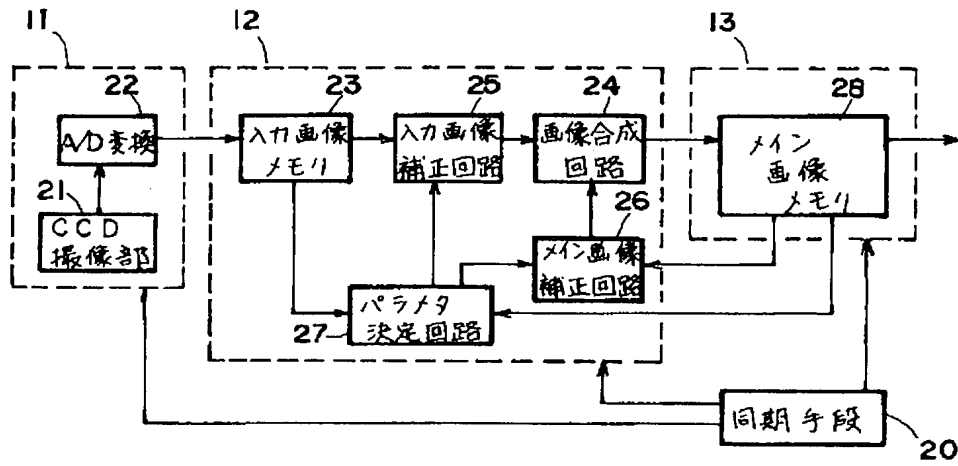 11
12
13
22
A/D変換
21
CCD
撮像部
23
入力画像
メモリ
25
入力画像
補正回路
24
画像合成
回路
26
メイン画像
補正回路
27
パラメタ
決定回路
28
メイン
画像
メモリ
同期手段
20